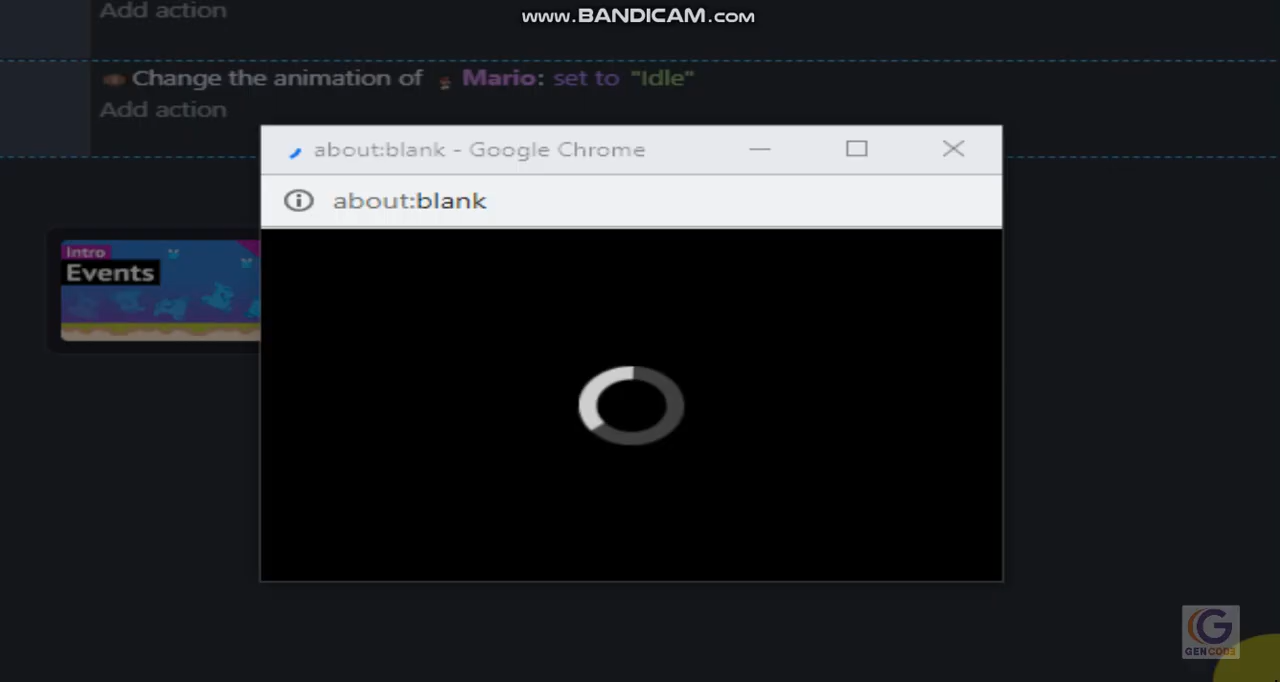 Add action
www.BANDICAM.com
Change the animation of Mario: set to "Idle"
Add action
about:blank - Google Chrome
about:blank
Intro
Events
GENCODE